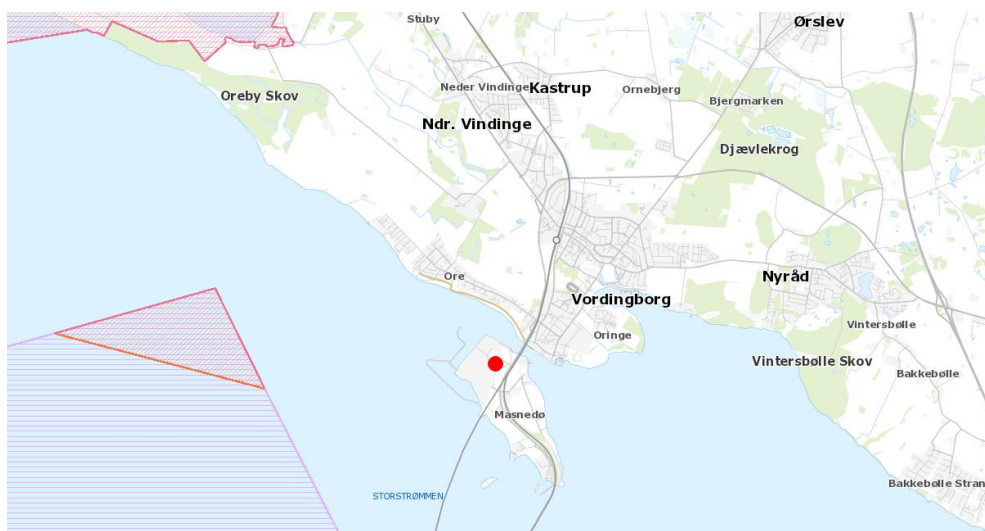 Stuby
Ørslev
Neder Vindinge
Kastrup
Ornebjerg
Oreby Skov
Bjergmarken
Ndr. Vindinge
Djævlekrog
Ore
Nyråd
Vordingborg
Vintersbølle
Oringe
Vintersbølle Skov
Bakkebølle
Masnedø
Bakkebølle Stran
STORSTRØMMEN